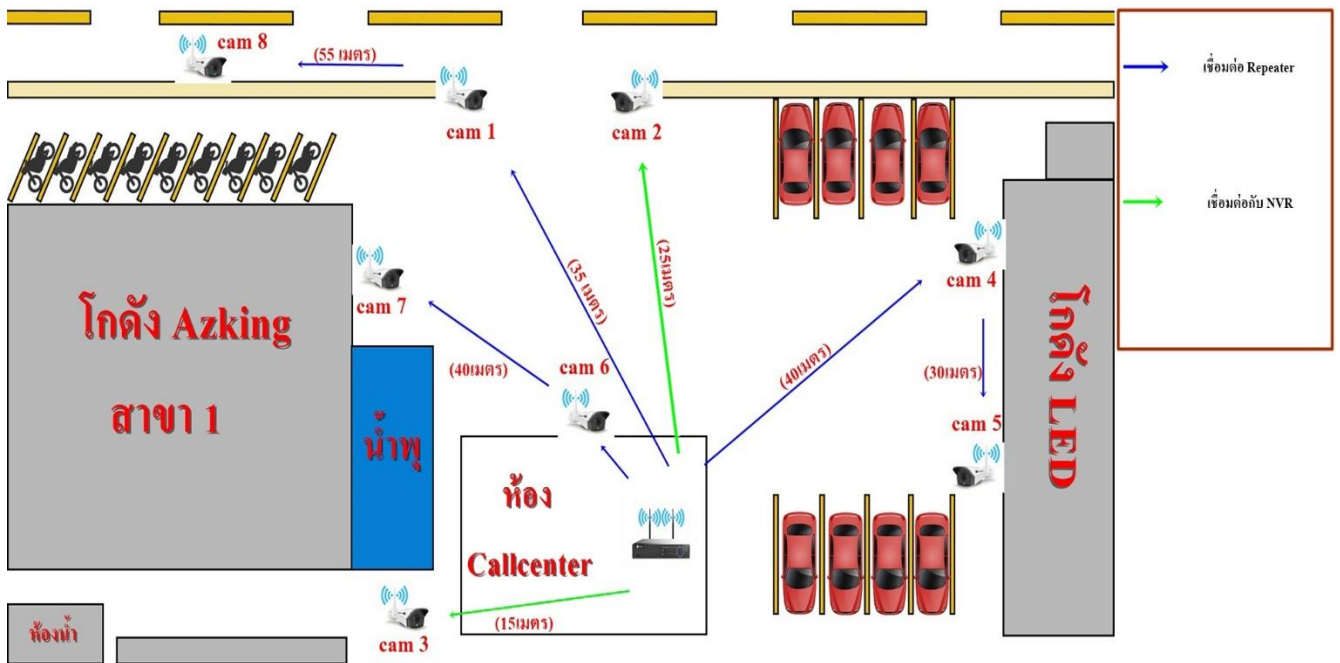 cam 8
(55 เมตร)
cam 1
cam 2
เชื่อมต่อ Repeater
เชื่อมต่อกับ NVR
(35 เมตร)
(25เมตร)
cam 7
cam 4
โกดัง Azking
สาขา 1
(40เมตร)
cam 6
(40เมตร)
(30เมตร)
cam 5
โกดัง LED
น้ำพุ
ห้อง
Callcenter
ห้องน้ำ
cam 3
(15เมตร)